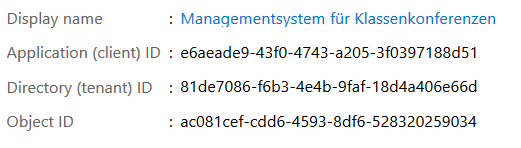 Display name : Managementsystem für Klassenkonferenzen
Application (client) ID : e6aeade9-43f0-4743-a205-3f0397188d51
Directory (tenant) ID : 81de7086-f6b3-4e4b-9faf-18d4a406e66d
Object ID : ac081cef-cdd6-4593-8df6-528320259034